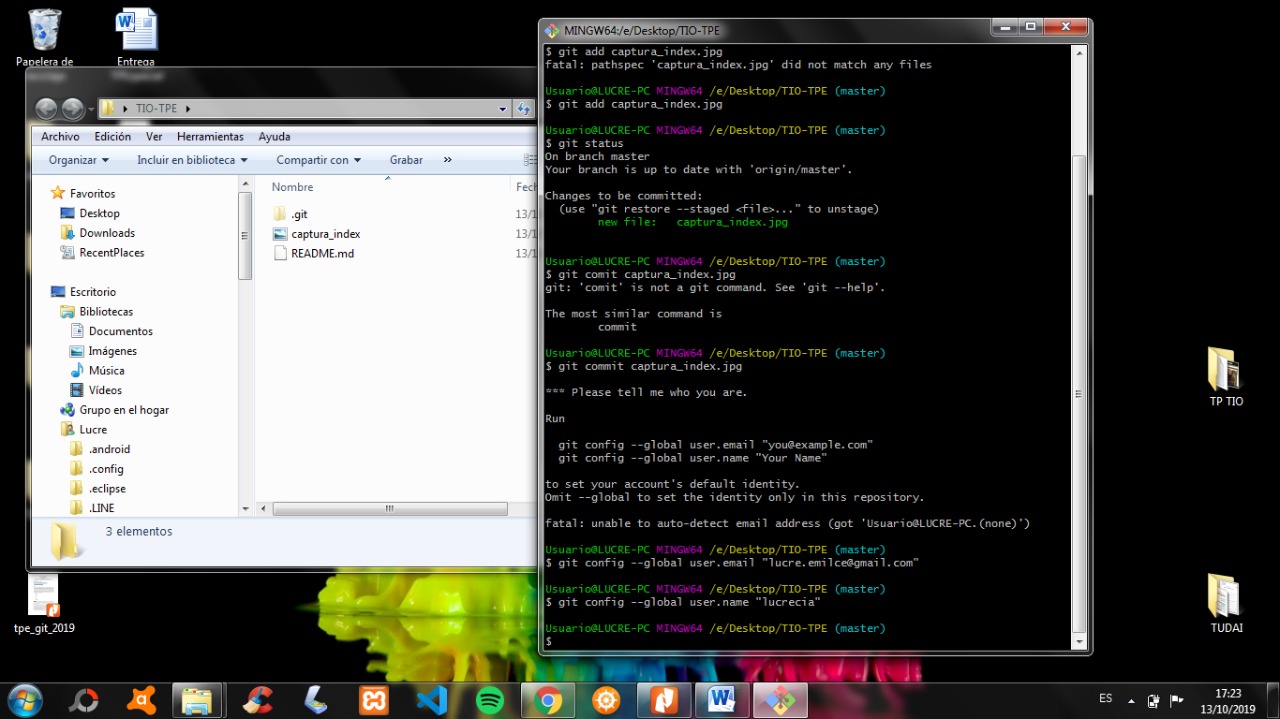 Papelera de
Entrega
TIO-TPE
Archivo Edición Ver Herramientas Ayuda
Organizar Incluir en biblioteca Compartir con Grabar »
Nombre
Fech
.git
13/1
captura_index
13/1
README.md
13/1
Favoritos
Desktop
Downloads
RecentPlaces
Escritorio
Bibliotecas
Documentos
Imágenes
Música
Vídeos
Grupo en el hogar
Lucre
.android
.config
.eclipse
.LINE
3 elementos
MINGW64:/e/Desktop/TIO-TPE
$ git add captura_index.jpg
fatal: pathspec 'captura_index.jpg' did not match any files
Usuario@LUCRE-PC MINGW64 /e/Desktop/TIO-TPE (master)
$ git add captura_index.jpg
Usuario@LUCRE-PC MINGW64 /e/Desktop/TIO-TPE (master)
$ git status
On branch master
Your branch is up to date with 'origin/master'.
Changes to be committed:
(use "git restore --staged <file>..." to unstage)
new file:   captura_index.jpg
Usuario@LUCRE-PC MINGW64 /e/Desktop/TIO-TPE (master)
$ git comit captura_index.jpg
git: 'comit' is not a git command. See 'git --help'.
The most similar command is
commit
Usuario@LUCRE-PC MINGW64 /e/Desktop/TIO-TPE (master)
$ git commit captura_index.jpg
*** Please tell me who you are.
Run
git config --global user.email "you@example.com"
git config --global user.name "Your Name"
to set your account's default identity.
Omit --global to set the identity only in this repository.
fatal: unable to auto-detect email address (got 'Usuario@LUCRE-PC.(none)')
Usuario@LUCRE-PC MINGW64 /e/Desktop/TIO-TPE (master)
$ git config --global user.email "lucre.emilce@gmail.com"
Usuario@LUCRE-PC MINGW64 /e/Desktop/TIO-TPE (master)
$ git config --global user.name "lucrecia"
Usuario@LUCRE-PC MINGW64 /e/Desktop/TIO-TPE (master)
$
TP TIO
TUDAI
tpe_git_2019
ES
17:23
13/10/2019